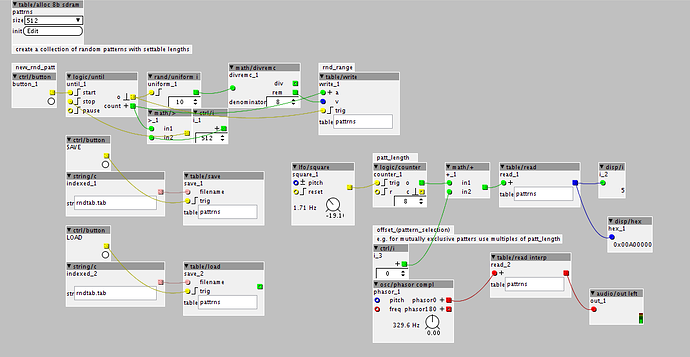 ▼ table/alloc 8b sdram
pattrns
size 512 ▼
init Edit
create a collection of random patterns with settable lengths
new_rnd_patt
▼ ctrl/button
button_1
▼ logic/until
until_1
start o
stop count +
pause
▼ rand/uniform i
uniform_1
10
▼ math/divremc
divremc_1
div
rem
denominator 8
rnd_range
▼ table/write
write_1
+ a
v
trig
table pattrns
▼ math/>
>_1
in1
in2
▼ ctrl/i
i_1
+
512
▼ ctrl/button
SAVE
▼ string/c
indexed_1
str rndtab.tab
▼ table/save
save_1
filename
trig
table pattrns
▼ ctrl/button
LOAD
▼ string/c
indexed_2
str rndtab.tab
▼ table/load
save_2
filename
trig
table pattrns
▼ lfo/square
square_1
± pitch
reset
1.71 Hz
-19.1
patt_length
▼ logic/counter
counter_1
trig o
r c
8
▼ math/+
+_1
in1
in2
▼ table/read
read_1
+
table pattrns
▼ disp/i
i_2
5
▼ disp/hex
hex_1
0x00A00000
offset_(pattern_selection)
e.g. for mutually exclusive pattern use multiples of patt_length
▼ ctrl/i
i_3
+
0
▼ osc/phasor compl
phasor_1
pitch phasor0
freq phasor180
329.6 Hz
0.00
▼ table/read interp
read_2
+
table pattrns
▼ audio/out left
out_1